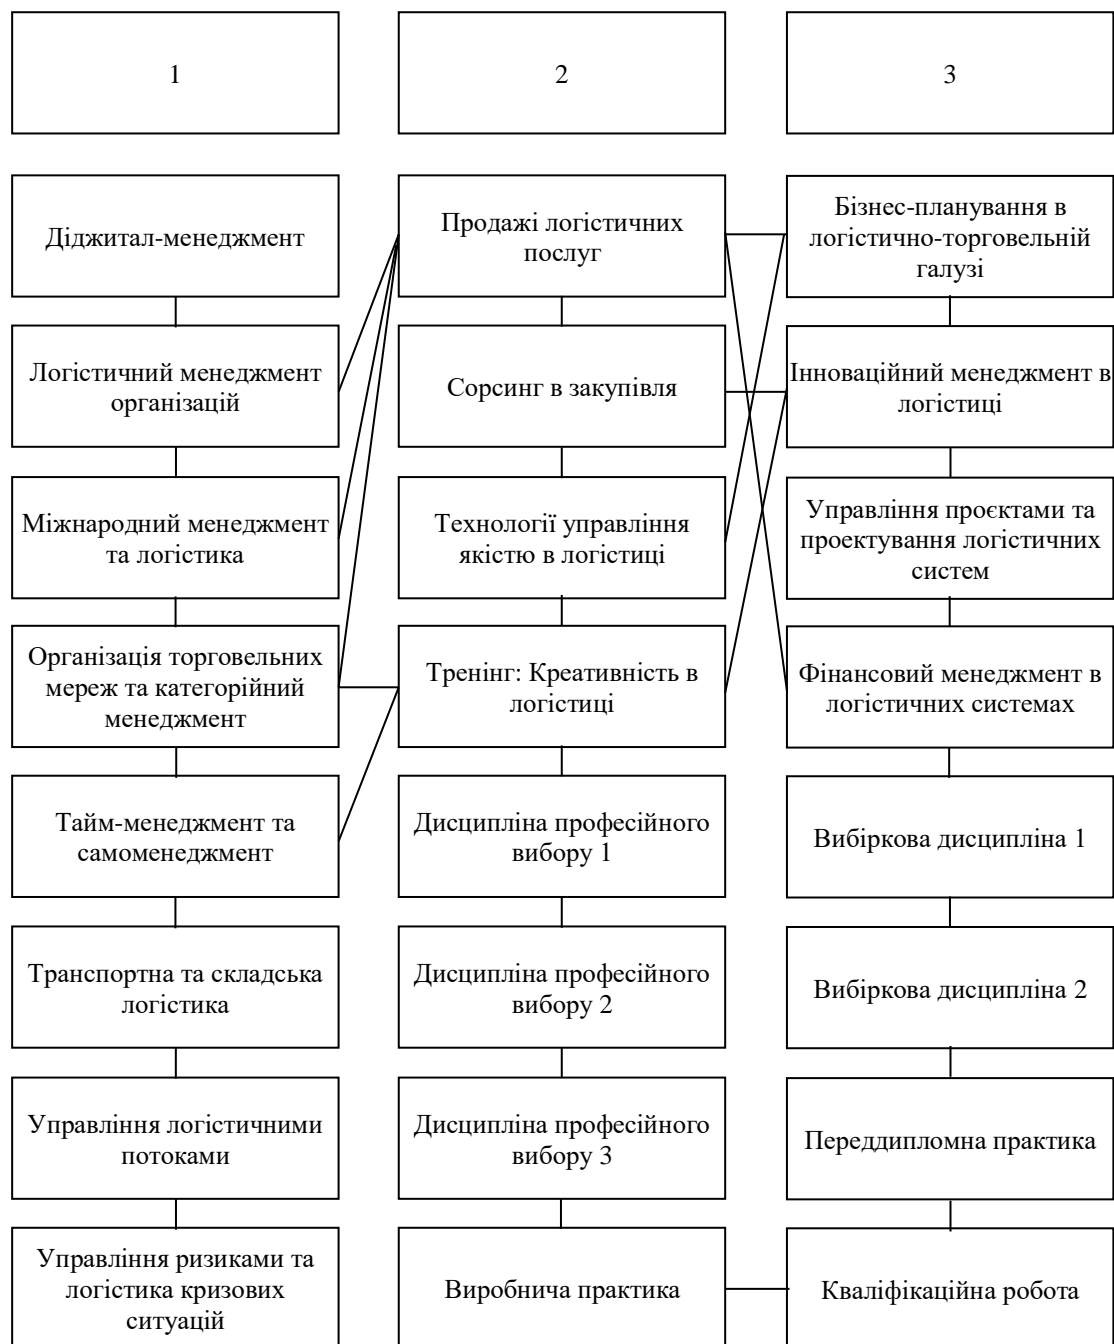 1
2
3
Діджитал-менеджмент
Продажі логістичних
послуг
Бізнес-планування в
логістично-торговельній
галузі
Логістичний менеджмент
організацій
Сорсинг в закупівля
Інноваційний менеджмент в
логістиці
Міжнародний менеджмент
та логістика
Технології управління
якістю в логістиці
Управління проєктами та
проектування логістичних
систем
Організація торговельних
мереж та категорійний
менеджмент
Тренінг: Креативність в
логістиці
Фінансовий менеджмент в
логістичних системах
Тайм-менеджмент та
самоменеджмент
Дисципліна професійного
вибору 1
Вибіркова дисципліна 1
Транспортна та складська
логістика
Дисципліна професійного
вибору 2
Вибіркова дисципліна 2
Управління логістичними
потоками
Дисципліна професійного
вибору 3
Переддипломна практика
Управління ризиками та
логістика кризових
ситуацій
Виробнича практика
Кваліфікаційна робота